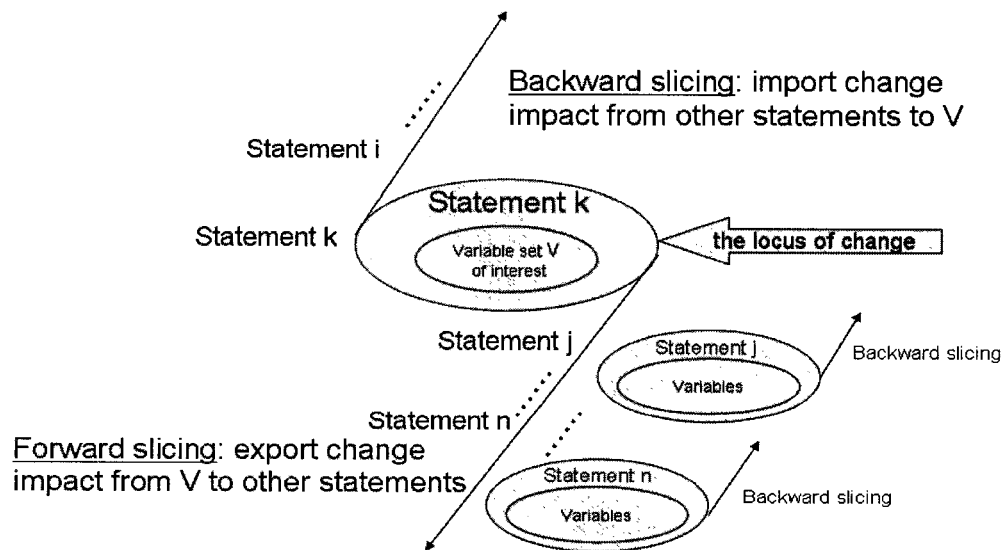 Backward slicing: import change
impact from other statements to V
Statement i
Statement k
Statement k
Variable set V
of interest
the locus of change
Statement j
Statement j
Variables
Backward slicing
Statement n
Forward slicing: export change
impact from V to other statements
Statement n
Variables
Backward slicing